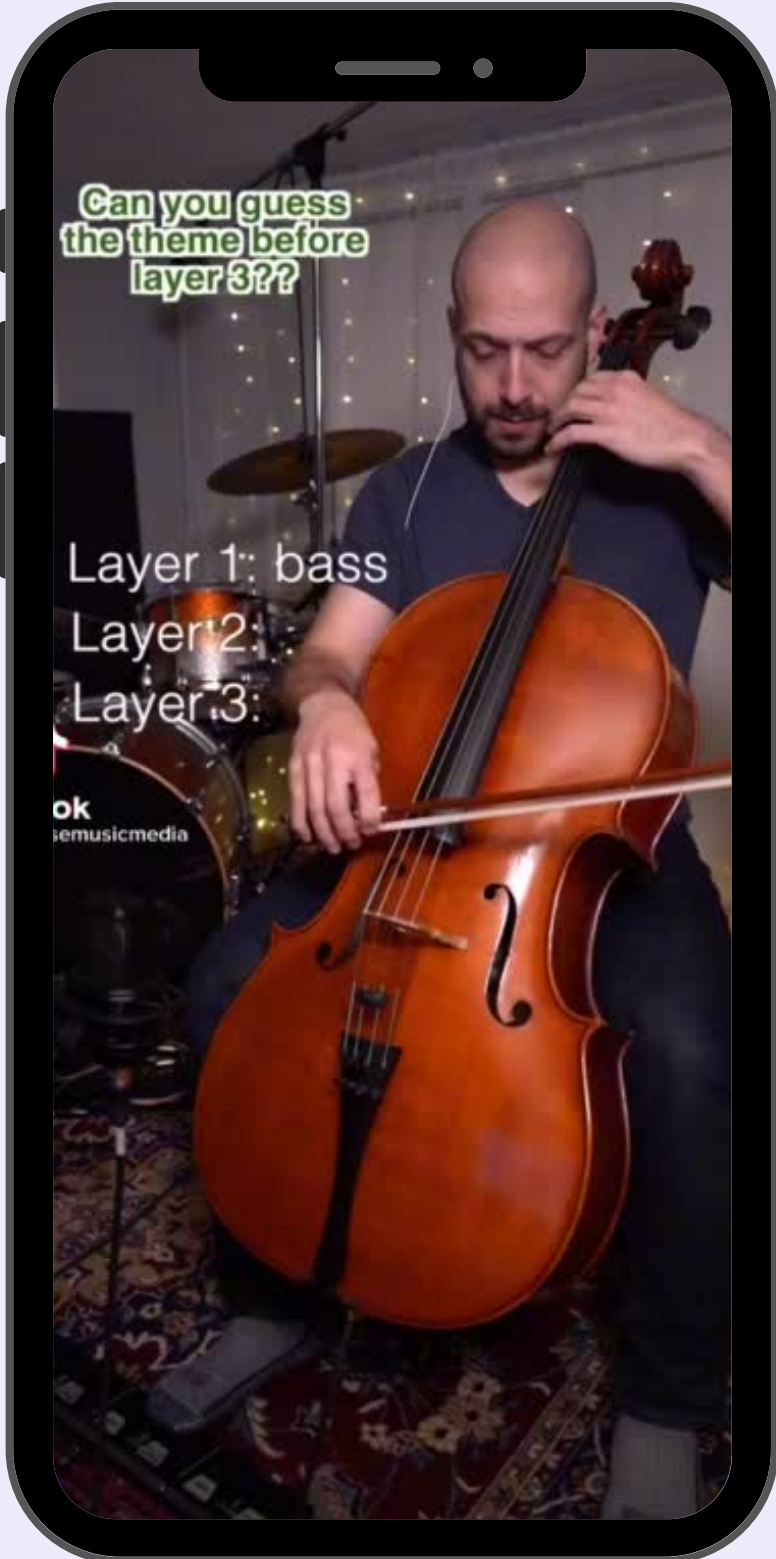 Can you guess
the theme before
layer 3??
Layer 1: bass
Layer 2:
Layer 3:
ok
semusicmedia